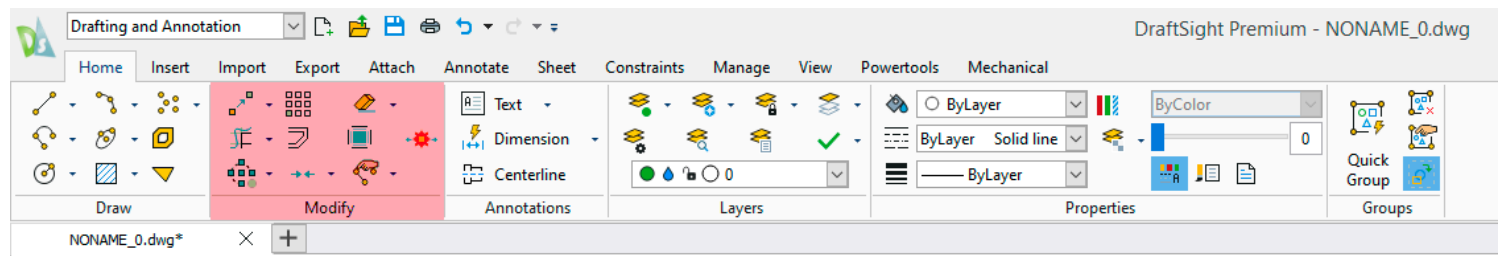 Drafting and Annotation
DraftSight Premium - NONAME_0.dwg
Home Insert Import Export Attach Annotate Sheet Constraints Manage View Powertools Mechanical
Text
ByLayer
ByColor
Dimension
ByLayer Solid line
0
Centerline
0
ByLayer
Quick
Group
Draw Modify Annotations Layers Properties Groups
NONAME_0.dwg*